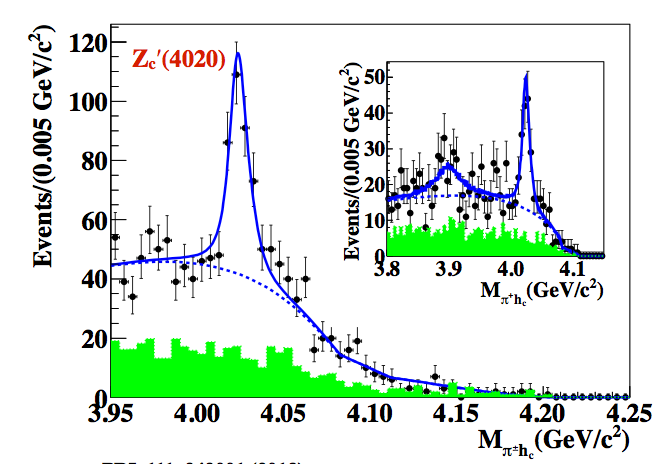 Events/(0.005 GeV/c²)
120
100
80
60
40
20
0
Zc′(4020)
3.95 4.00 4.05 4.10 4.15 4.20 4.25
Mπ±hc(GeV/c²)
Events/(0.005 GeV/c²)
50
40
30
20
10
0
3.8 3.9 4.0 4.1
Mπ+hc(GeV/c²)